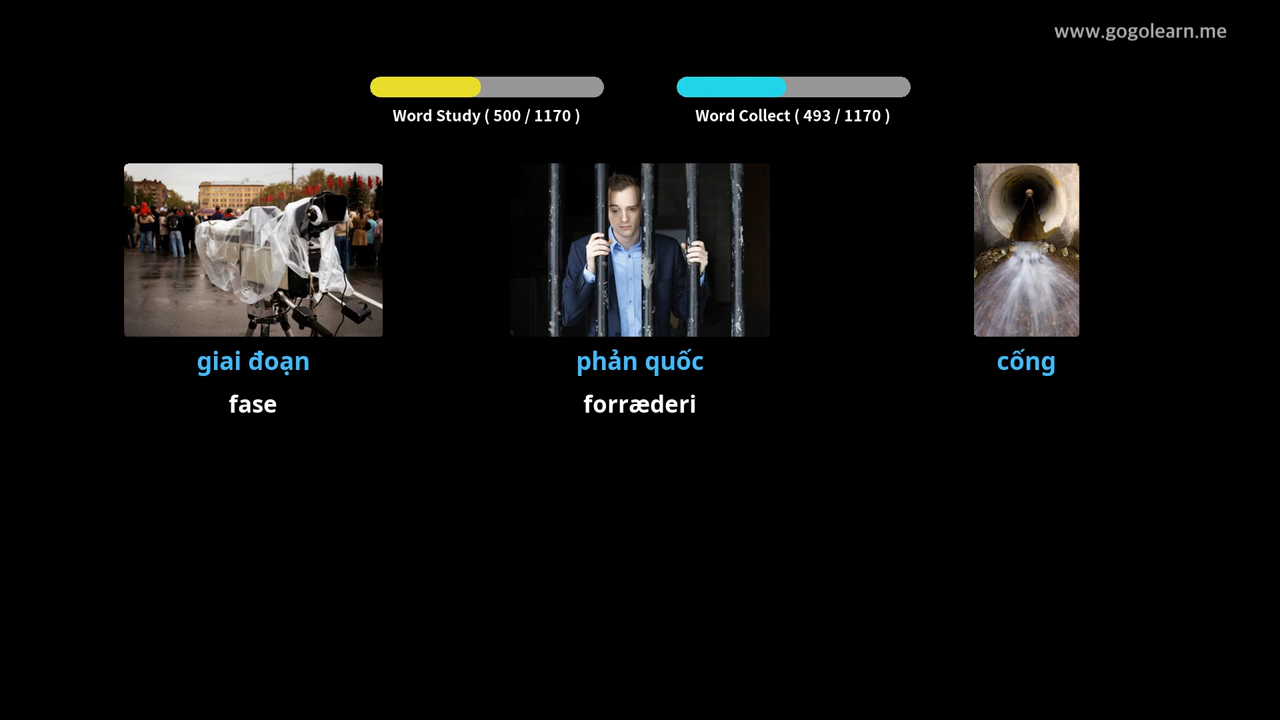 www.gogolearn.me
Word Study ( 500 / 1170 )
Word Collect ( 493 / 1170 )
giai đoạn
phản quốc
cống
fase
forræderi